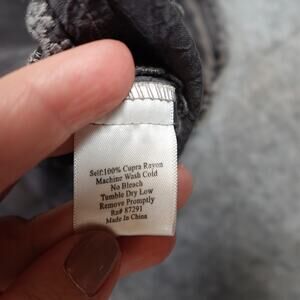 Self:100% Cupra Rayon
Machine Wash Cold
No Bleach
Tumble Dry Low
Remove Promptly
Rn# 87291
Made In China